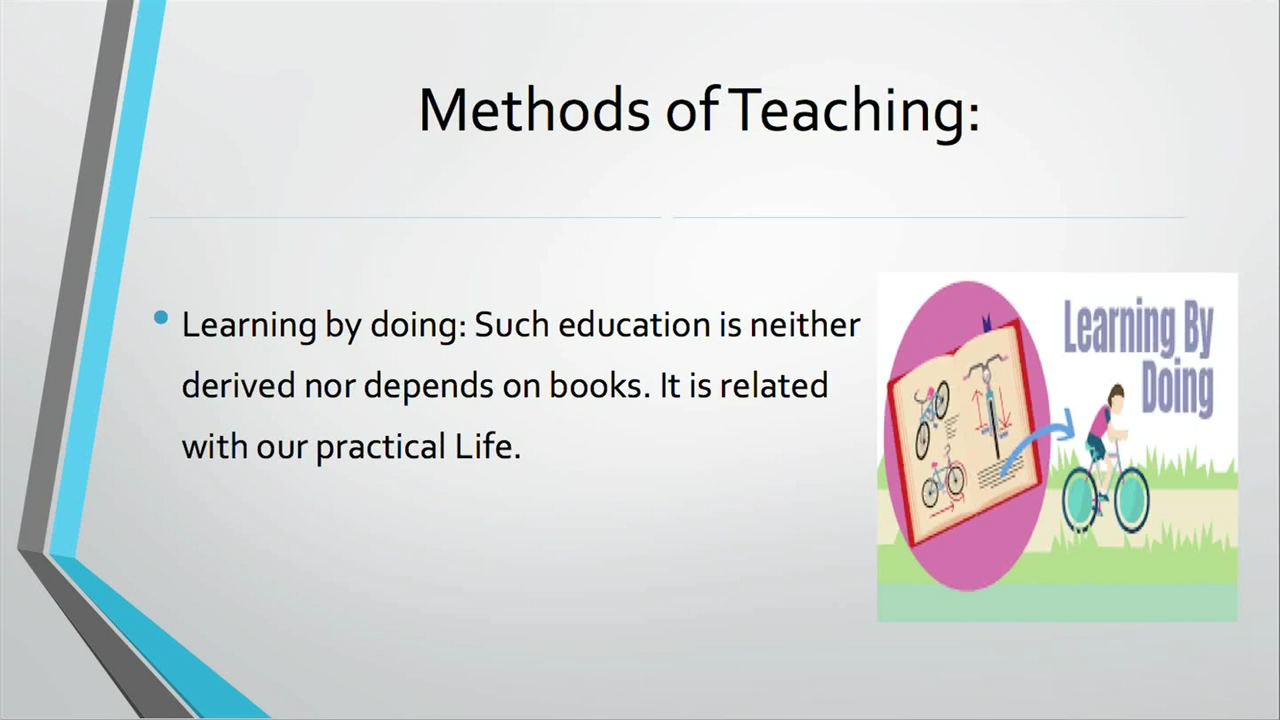 Methods of Teaching:
Learning by doing: Such education is neither
derived nor depends on books. It is related
with our practical Life.
Learning By
Doing